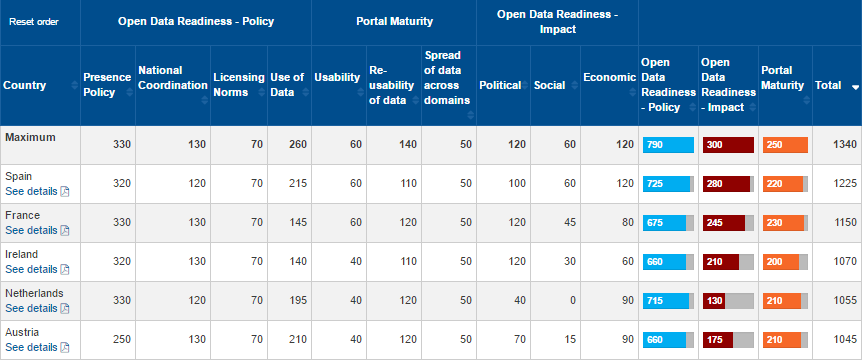 Reset order Open Data Readiness - Policy Portal Maturity Open Data Readiness -
Impact
Country Presence
Policy National
Coordination Licensing
Norms Use of
Data Usability Re-
usability
of data Spread
of data
across
domains Political Social Economic Open
Data
Readiness
- Policy Open
Data
Readiness
- Impact Portal
Maturity Total
Maximum 330 130 70 260 60 140 50 120 60 120 790 300 250 1340
Spain 320 120 70 215 60 110 50 100 60 120 725 280 220 1225
See details
France 330 130 70 145 60 120 50 120 45 80 675 245 230 1150
See details
Ireland 320 130 70 140 40 110 50 120 30 60 660 210 200 1070
See details
Netherlands 330 120 70 195 40 120 50 40 0 90 715 130 210 1055
See details
Austria 250 130 70 210 40 120 50 70 15 90 660 175 210 1045
See details